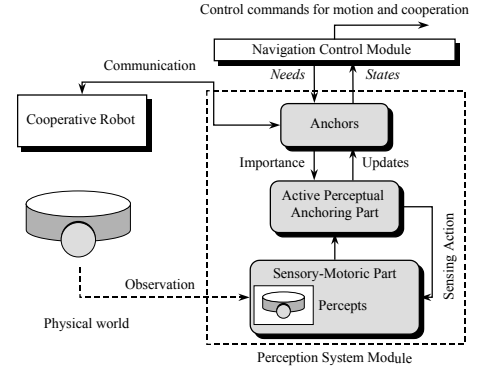 Control commands for motion and cooperation
Navigation Control Module
Communication
Needs
States
Cooperative Robot
Anchors
Importance
Updates
Active Perceptual
Anchoring Part
Sensing Action
Sensory-Motoric Part
Percepts
Observation
Physical world
Perception System Module